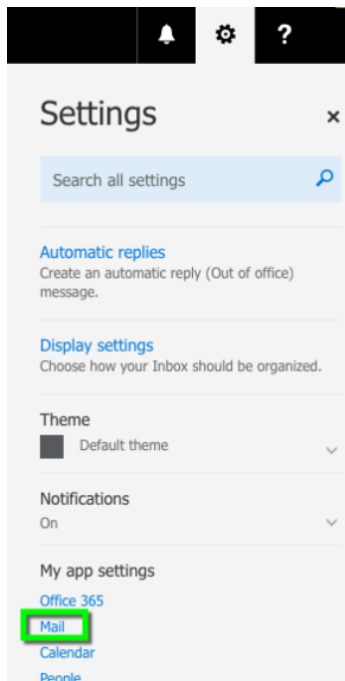 ?
Settings
×
Search all settings
Automatic replies
Create an automatic reply (Out of office)
message.
Display settings
Choose how your Inbox should be organized.
Theme
Default theme
Notifications
On
My app settings
Office 365
Mail
Calendar
People